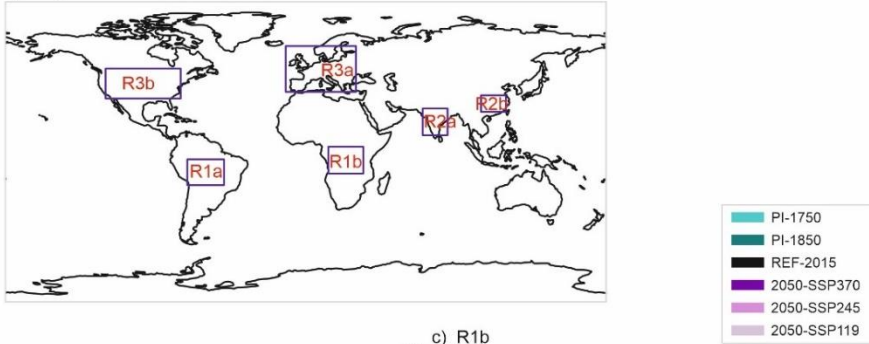 R3b
R3a
R2b
R2a
R1b
R1a
PI-1750
PI-1850
REF-2015
2050-SSP370
2050-SSP245
2050-SSP119
c) R1b